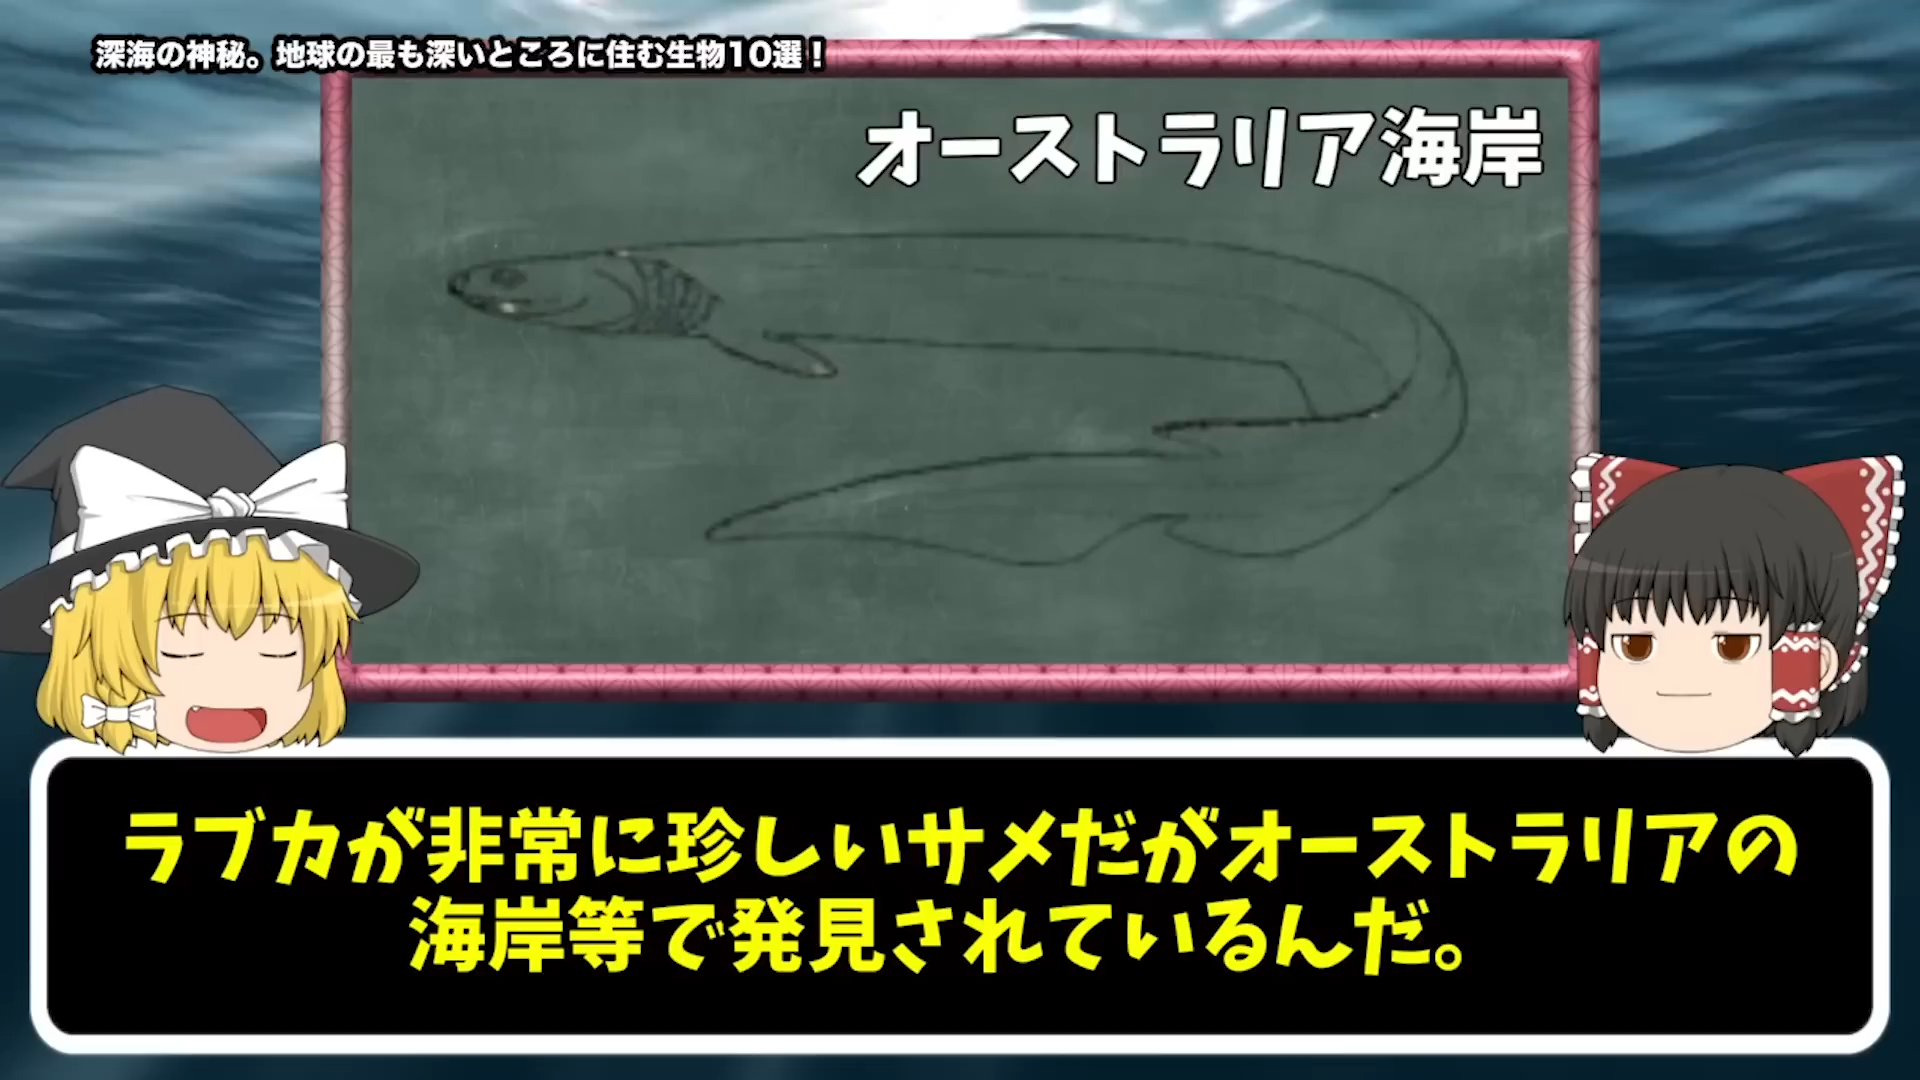 深海の神秘。地球の最も深いところに住む生物10選！
オーストラリア海岸
ラブカが非常に珍しいサメだがオーストラリアの
海岸等で発見されているんだ。